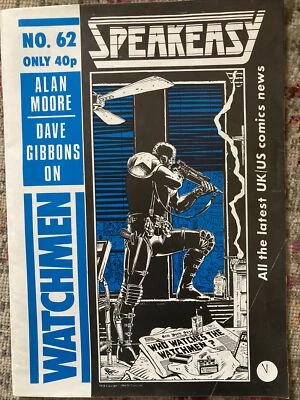 NO. 62
ONLY 40p
ALAN
MOORE
DAVE
GIBBONS
ON
WATCHMEN
SPEAKEASY
All the latest UK/US comics news
WHO WATCHES THE
WATCHMEN?
V